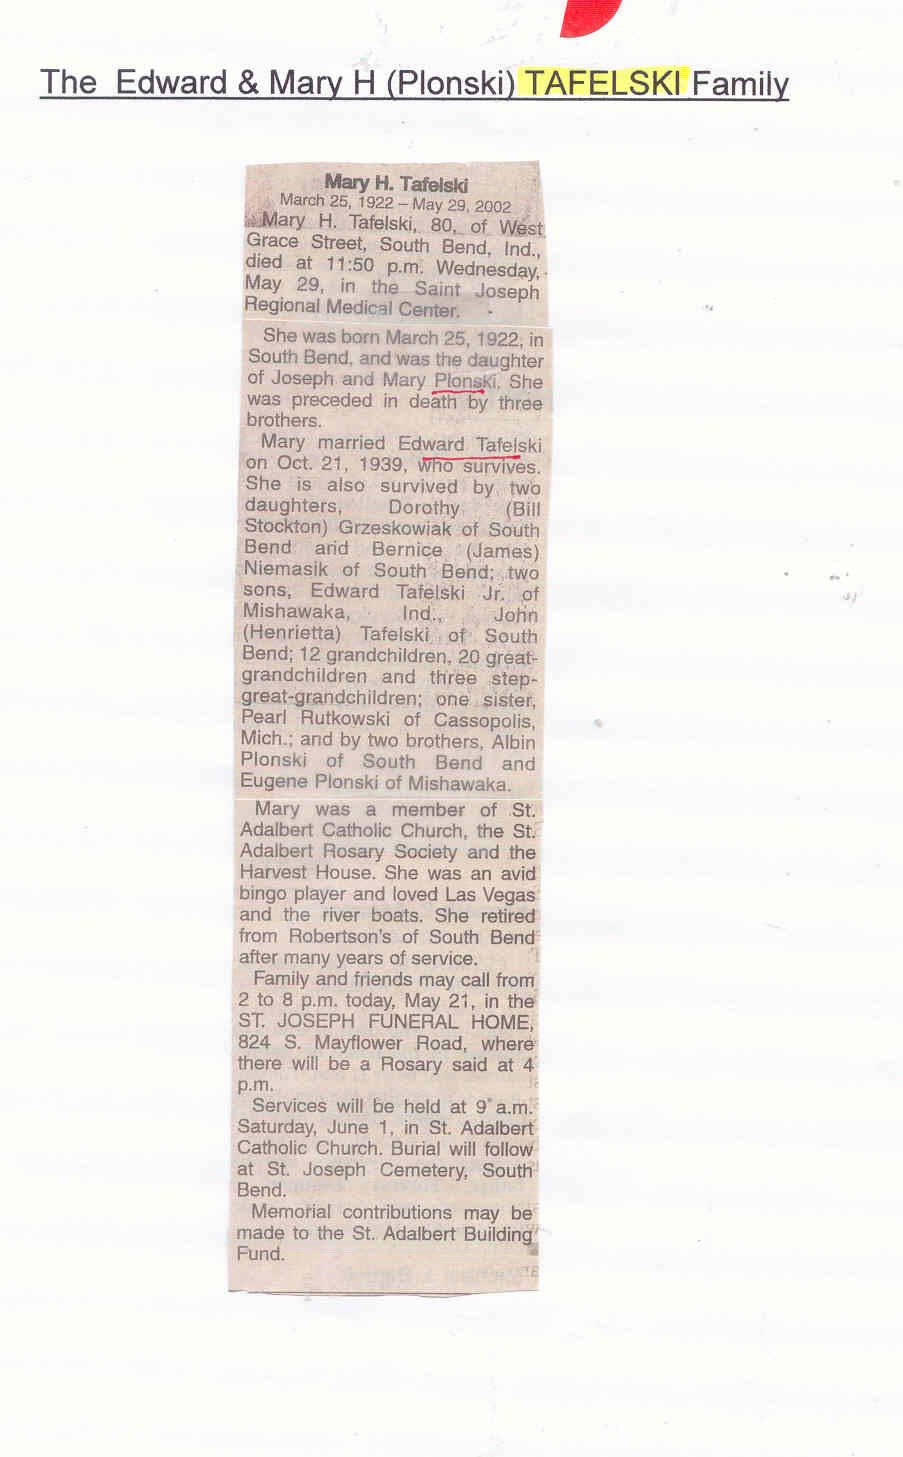 The Edward & Mary H (Plonski) TAFELSKI Family
Mary H. Tafelski
March 25, 1922 – May 29, 2002
Mary H. Tafelski, 80, of West
Grace Street, South Bend, Ind.,
died at 11:50 p.m. Wednesday,
May 29, in the Saint Joseph
Regional Medical Center.
She was born March 25, 1922, in
South Bend, and was the daughter
of Joseph and Mary Plonski. She
was preceded in death by three
brothers.
Mary married Edward Tafelski
on Oct. 21, 1939, who survives.
She is also survived by two
daughters, Dorothy (Bill
Stockton) Grzeskowiak of South
Bend and Bernice (James)
Niemasik of South Bend; two
sons, Edward Tafelski Jr. of
Mishawaka, Ind., John
(Henrietta) Tafelski of South
Bend; 12 grandchildren, 20 great-
grandchildren and three step-
great-grandchildren; one sister,
Pearl Rutkowski of Cassopolis,
Mich.; and by two brothers, Albin
Plonski of South Bend and
Eugene Plonski of Mishawaka.
Mary was a member of St.
Adalbert Catholic Church, the St.
Adalbert Rosary Society and the
Harvest House. She was an avid
bingo player and loved Las Vegas
and the river boats. She retired
from Robertson's of South Bend
after many years of service.
Family and friends may call from
2 to 8 p.m. today, May 21, in the
ST. JOSEPH FUNERAL HOME,
824 S. Mayflower Road, where
there will be a Rosary said at 4
p.m.
Services will be held at 9 a.m.
Saturday, June 1, in St. Adalbert
Catholic Church. Burial will follow
at St. Joseph Cemetery, South
Bend.
Memorial contributions may be
made to the St. Adalbert Building
Fund.